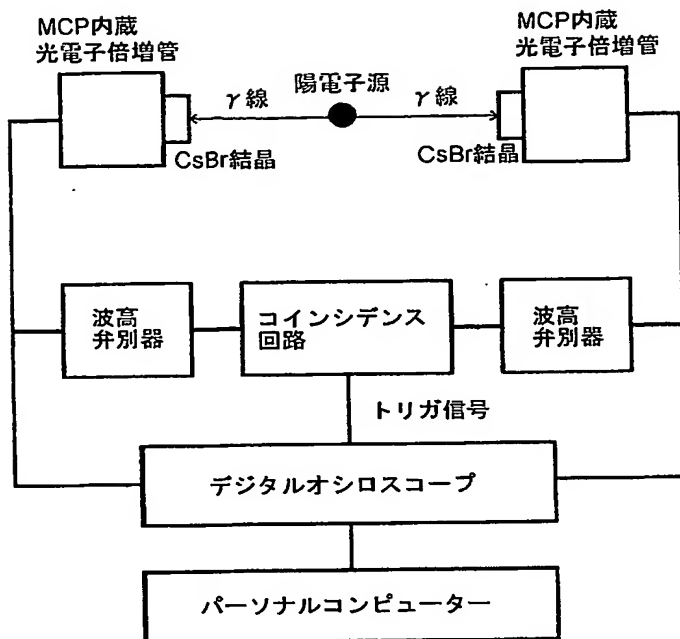 MCP内蔵
光電子倍増管
MCP内蔵
光電子倍増管
γ線
陽電子源
γ線
CsBr結晶
CsBr結晶
波高
弁別器
コインシデンス
回路
波高
弁別器
トリガ信号
デジタルオシロスコープ
パーソナルコンピューター